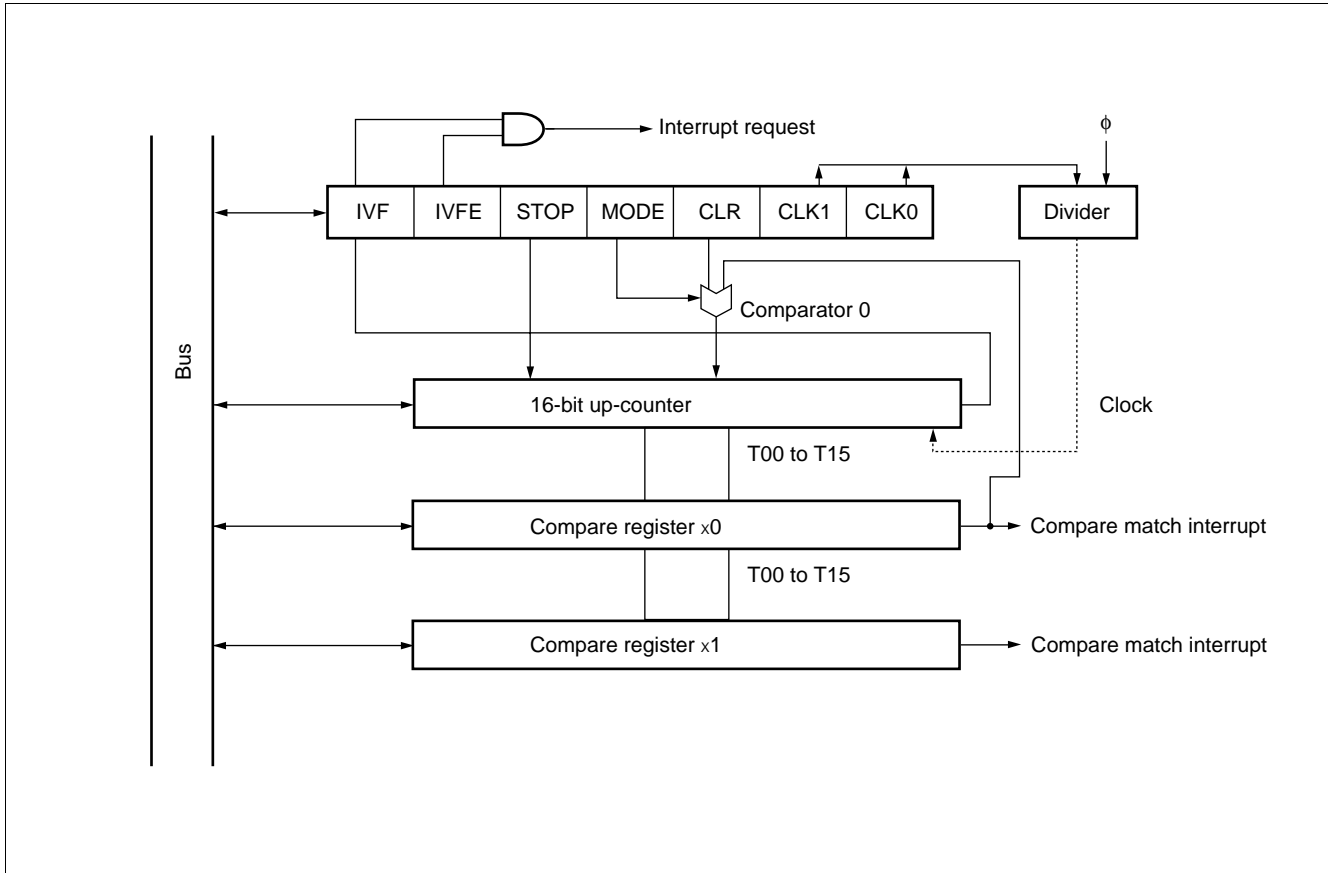 Interrupt request
ϕ
IVF IVFE STOP MODE CLR CLK1 CLK0
Divider
Comparator 0
Bus
16-bit up-counter
Clock
T00 to T15
Compare register x0
Compare match interrupt
T00 to T15
Compare register x1
Compare match interrupt